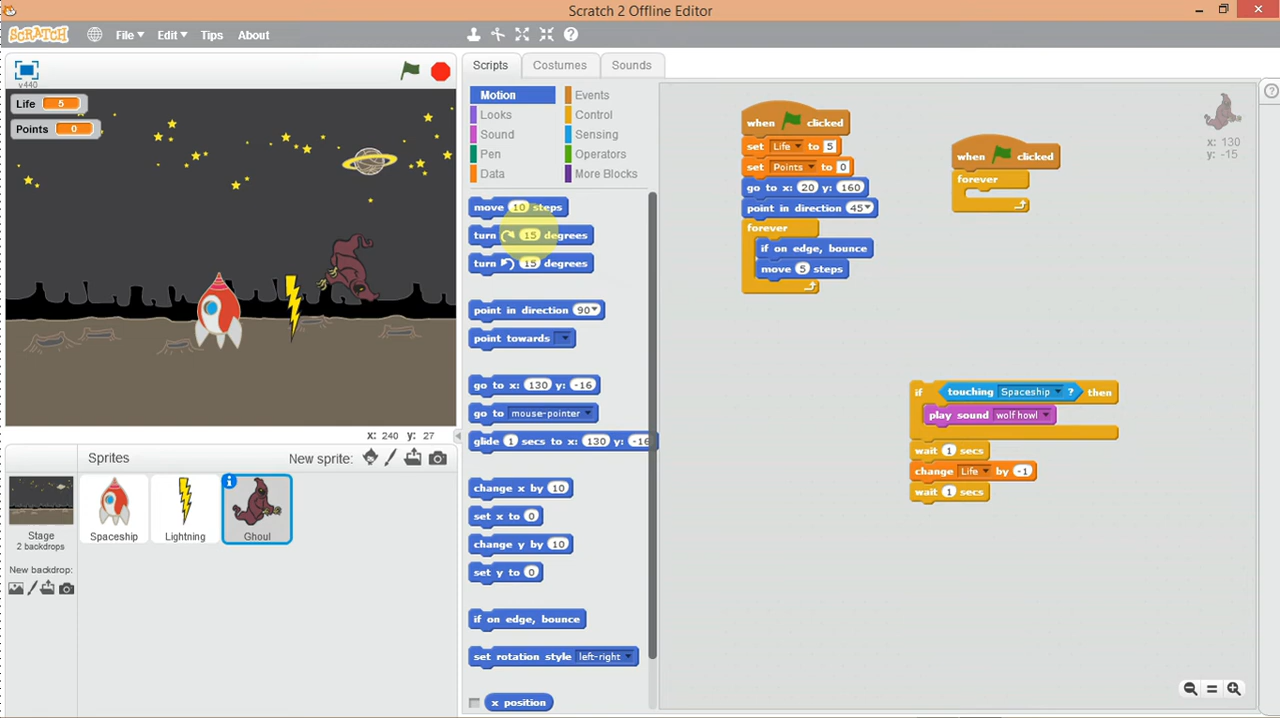 Scratch 2 Offline Editor
SCRATCH File Edit Tips About
v440
Life 5
Points 0
x: 240 y: 27
Sprites New sprite:
Stage
2 backdrops
New backdrop:
Spaceship
Lightning
Ghoul
Scripts Costumes Sounds
Motion Events
Looks Control
Sound Sensing
Pen Operators
Data More Blocks
move 10 steps
turn 15 degrees
turn 15 degrees
point in direction 90
point towards
go to x: 130 y: -16
go to mouse-pointer
glide 1 secs to x: 130 y: -16
change x by 10
set x to 0
change y by 10
set y to 0
if on edge, bounce
set rotation style left-right
x position
when clicked
set Life to 5
set Points to 0
go to x: 20 y: 160
point in direction 45
forever
if on edge, bounce
move 5 steps
when clicked
forever
if touching Spaceship ? then
play sound wolf howl
wait 1 secs
change Life by -1
wait 1 secs
x: 130
y: -15